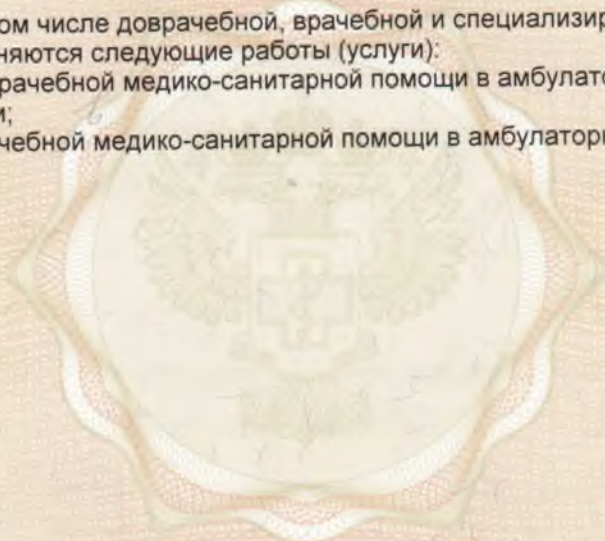 ом числе доврачебной, врачебной и специализир
няются следующие работы (услуги):
рачебной медико-санитарной помощи в амбулато
и;
чебной медико-санитарной помощи в амбулаторн